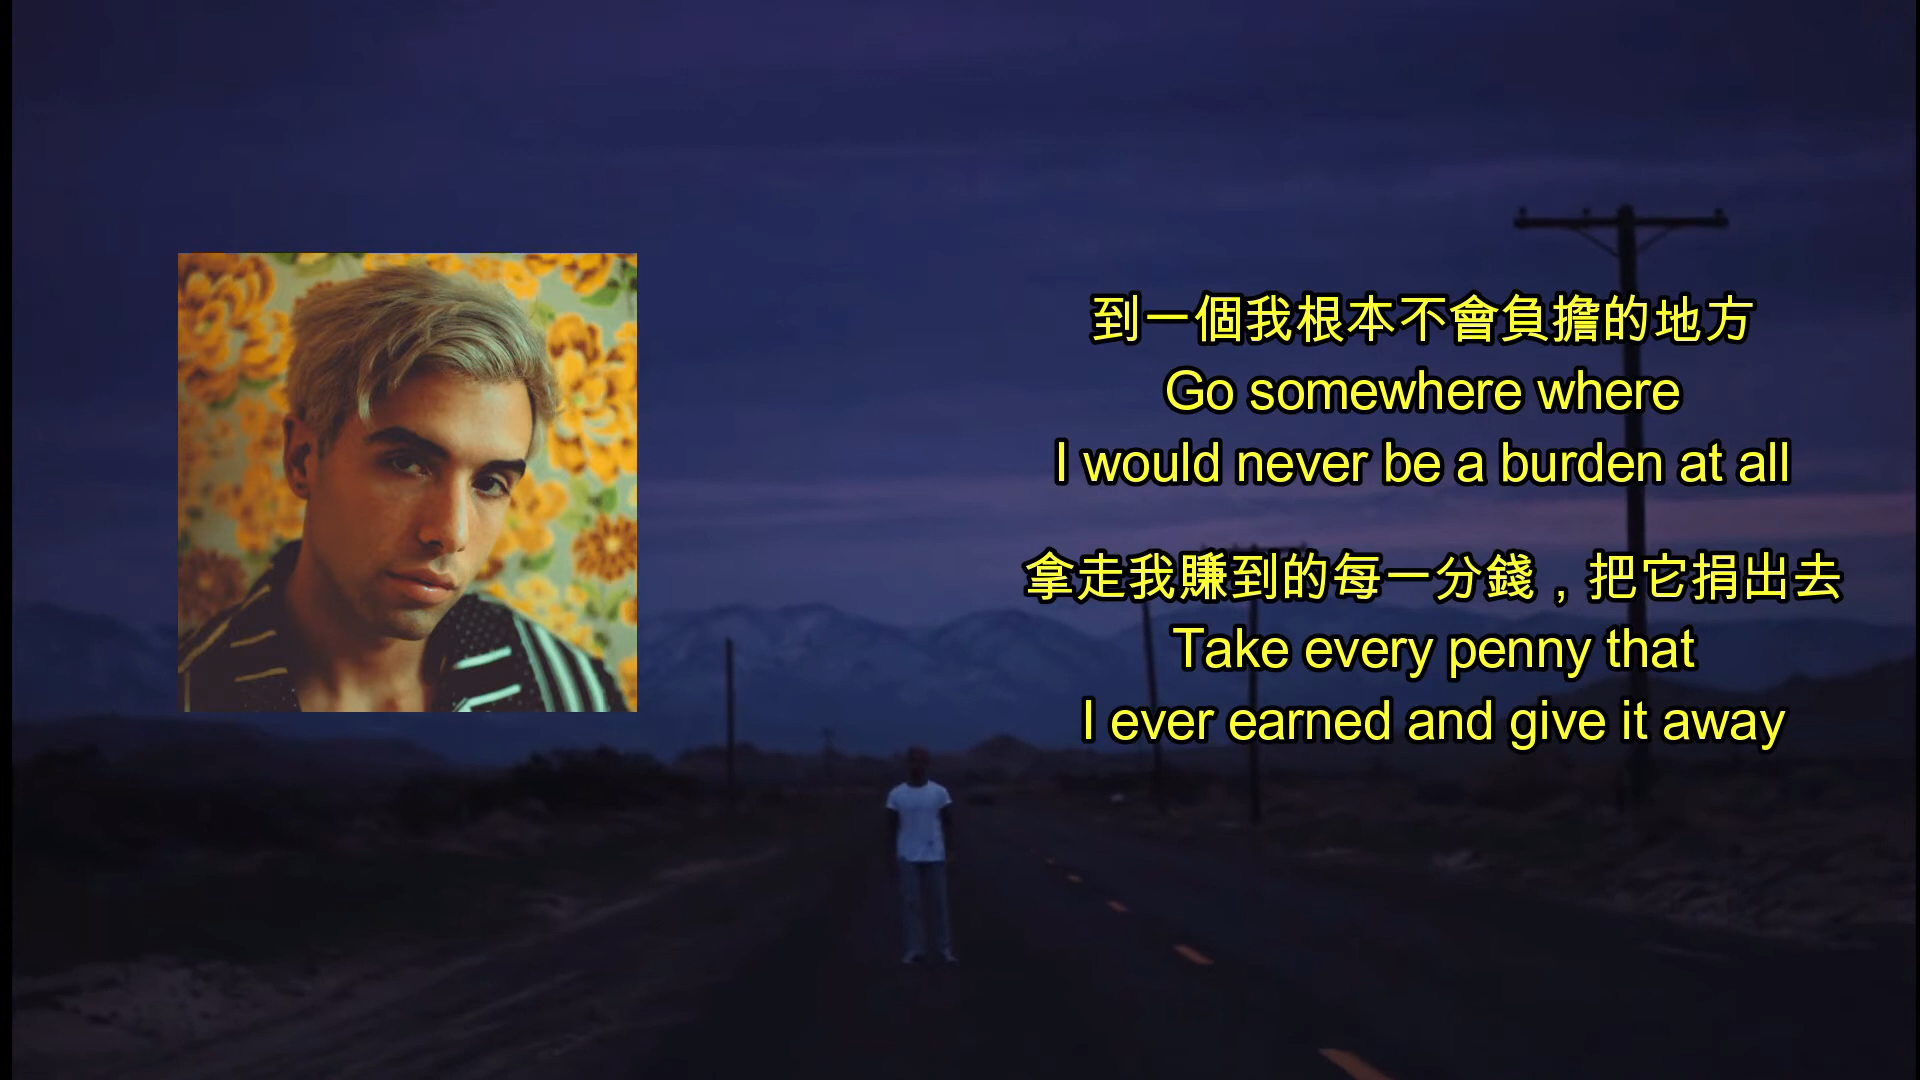 到一個我根本不會負擔的地方
Go somewhere where
I would never be a burden at all
拿走我賺到的每一分錢，把它捐出去
Take every penny that
I ever earned and give it away